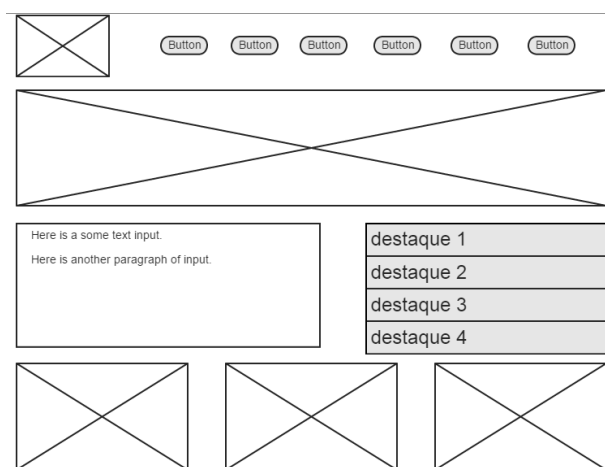 Button Button Button Button Button Button
Here is a some text input.
Here is another paragraph of input.
destaque 1
destaque 2
destaque 3
destaque 4